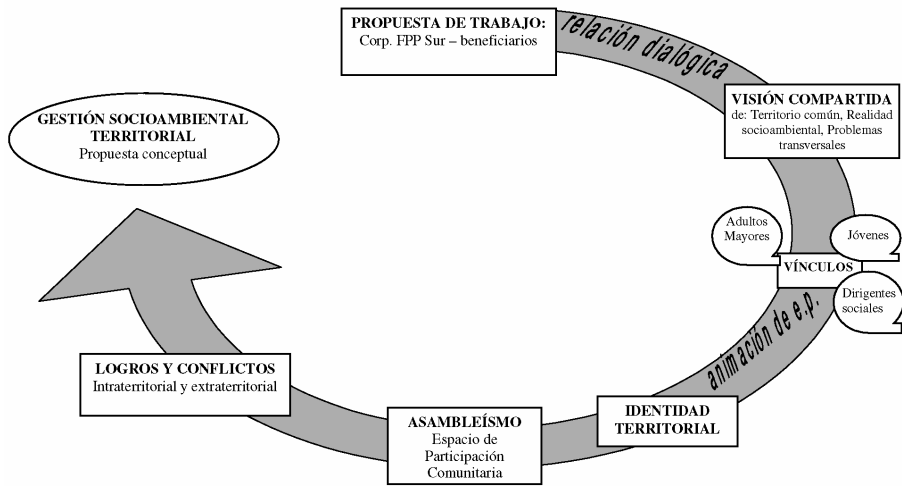 PROPUESTA DE TRABAJO:
Corp. FPP Sur – beneficiarios
relación dialógica
VISIÓN COMPARTIDA
de: Territorio común, Realidad
socioambiental, Problemas
transversales
GESTIÓN SOCIOAMBIENTAL
TERRITORIAL
Propuesta conceptual
Adultos
Mayores
Jóvenes
VÍNCULOS
Dirigentes
sociales
animación de e.p.
LOGROS Y CONFLICTOS
Intraterritorial y extraterritorial
IDENTIDAD
TERRITORIAL
ASAMBLEÍSMO
Espacio de
Participación
Comunitaria